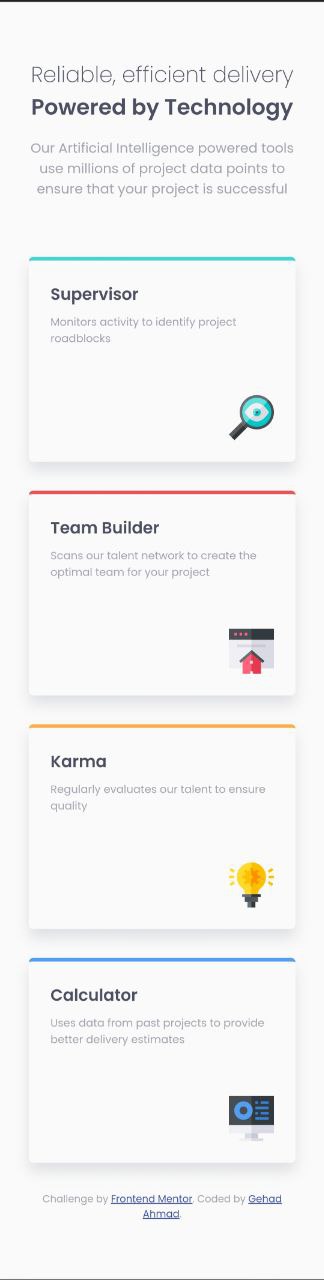 Reliable, efficient delivery
Powered by Technology
Our Artificial Intelligence powered tools
use millions of project data points to
ensure that your project is successful
Supervisor
Monitors activity to identify project
roadblocks
Team Builder
Scans our talent network to create the
optimal team for your project
Karma
Regularly evaluates our talent to ensure
quality
Calculator
Uses data from past projects to provide
better delivery estimates
Challenge by Frontend Mentor. Coded by Gehad
Ahmad.